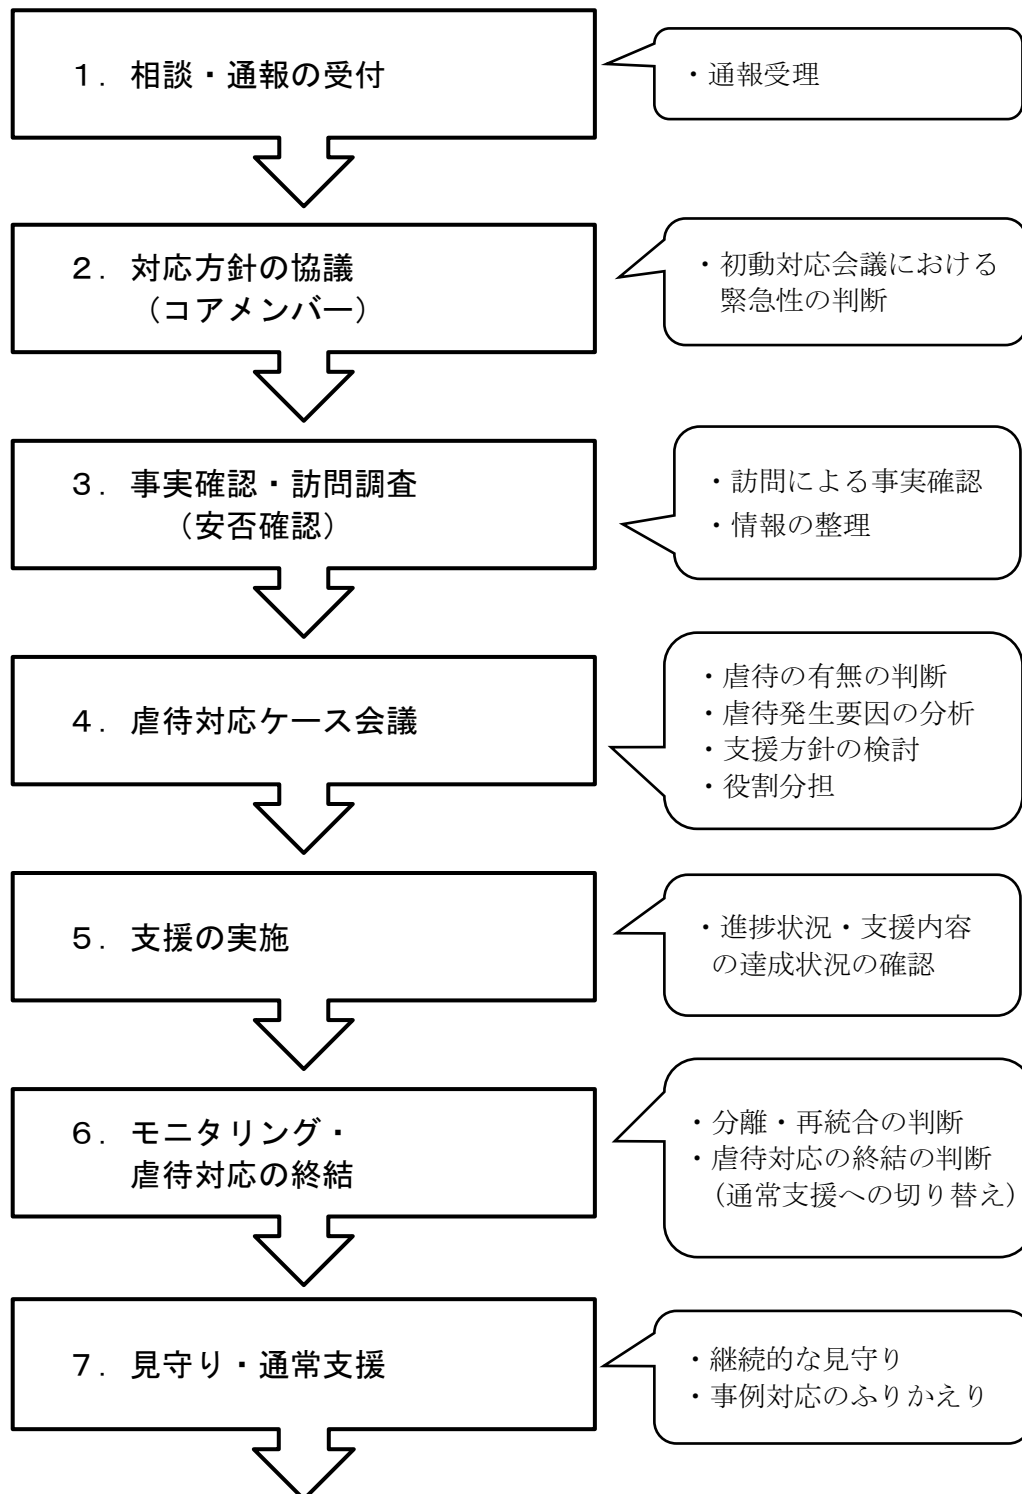 １．相談・通報の受付
・通報受理
２．対応方針の協議
（コアメンバー）
・初動対応会議における
緊急性の判断
３．事実確認・訪問調査
（安否確認）
・訪問による事実確認
・情報の整理
４．虐待対応ケース会議
・虐待の有無の判断
・虐待発生要因の分析
・支援方針の検討
・役割分担
５．支援の実施
・進捗状況・支援内容
の達成状況の確認
６．モニタリング・
虐待対応の終結
・分離・再統合の判断
・虐待対応の終結の判断
（通常支援への切り替え）
７．見守り・通常支援
・継続的な見守り
・事例対応のふりかえり